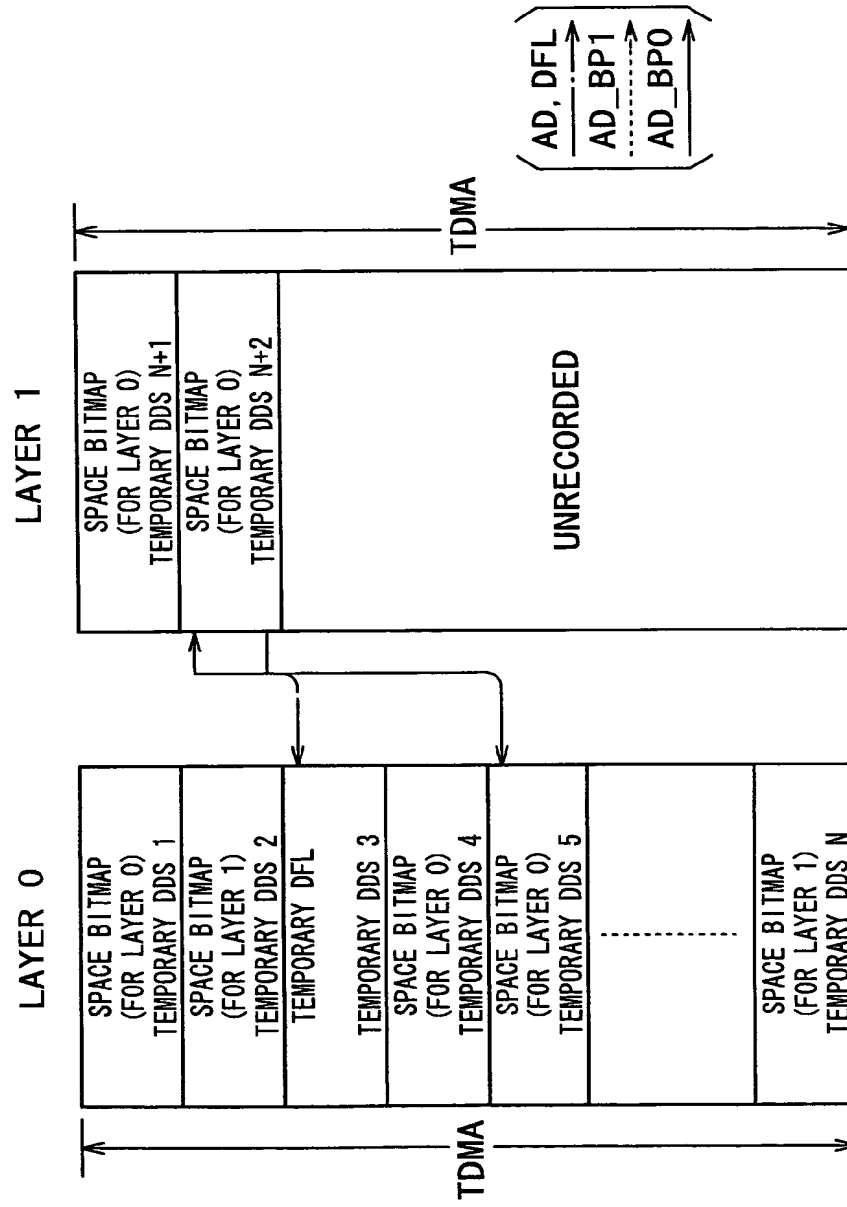 LAYER 0
SPACE BITMAP
(FOR LAYER 0)
TEMPORARY DDS 1
SPACE BITMAP
(FOR LAYER 1)
TEMPORARY DDS 2
TEMPORARY DFL
TEMPORARY DDS 3
SPACE BITMAP
(FOR LAYER 0)
TEMPORARY DDS 4
SPACE BITMAP
(FOR LAYER 0)
TEMPORARY DDS 5
SPACE BITMAP
(FOR LAYER 1)
TEMPORARY DDS N
TDMA
LAYER 1
SPACE BITMAP
(FOR LAYER 0)
TEMPORARY DDS N+1
SPACE BITMAP
(FOR LAYER 0)
TEMPORARY DDS N+2
UNRECORDED
TDMA
AD, DFL
AD_BP1
AD_BP0